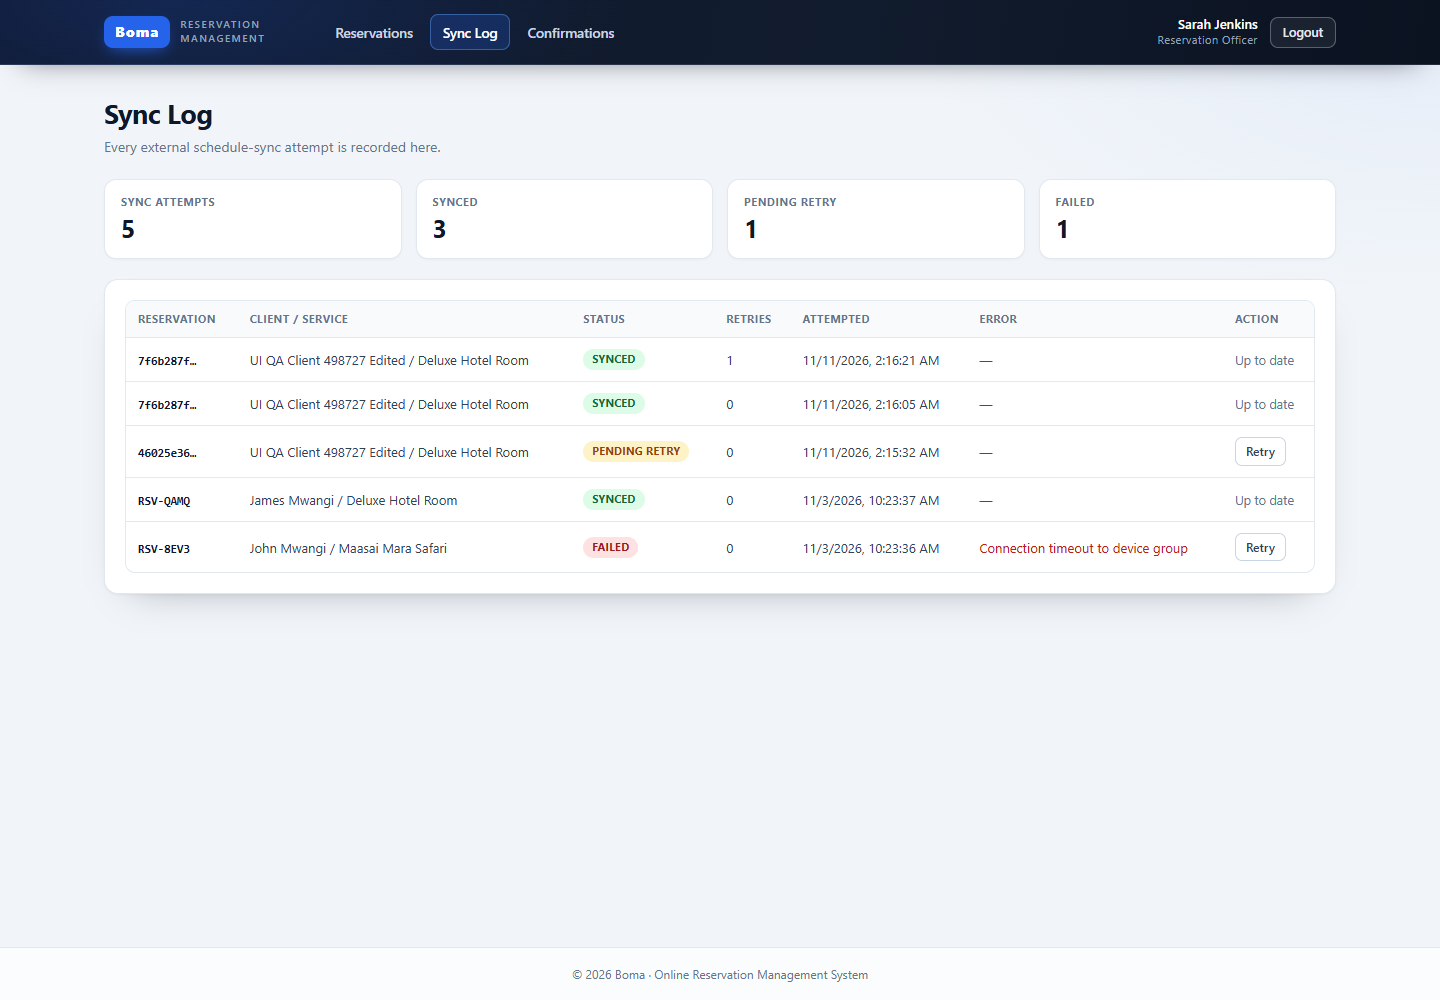 Boma
RESERVATION
MANAGEMENT
Reservations
Sync Log
Confirmations
Sarah Jenkins
Reservation Officer
Logout
Sync Log
Every external schedule-sync attempt is recorded here.
SYNC ATTEMPTS
5
SYNCED
3
PENDING RETRY
1
FAILED
1
RESERVATION CLIENT / SERVICE STATUS RETRIES ATTEMPTED ERROR ACTION
7f6b287f… UI QA Client 498727 Edited / Deluxe Hotel Room SYNCED 1 11/11/2026, 2:16:21 AM — Up to date
7f6b287f… UI QA Client 498727 Edited / Deluxe Hotel Room SYNCED 0 11/11/2026, 2:16:05 AM — Up to date
46025e36… UI QA Client 498727 Edited / Deluxe Hotel Room PENDING RETRY 0 11/11/2026, 2:15:32 AM — Retry
RSV-QAMQ James Mwangi / Deluxe Hotel Room SYNCED 0 11/3/2026, 10:23:37 AM — Up to date
RSV-8EV3 John Mwangi / Maasai Mara Safari FAILED 0 11/3/2026, 10:23:36 AM Connection timeout to device group Retry
© 2026 Boma · Online Reservation Management System